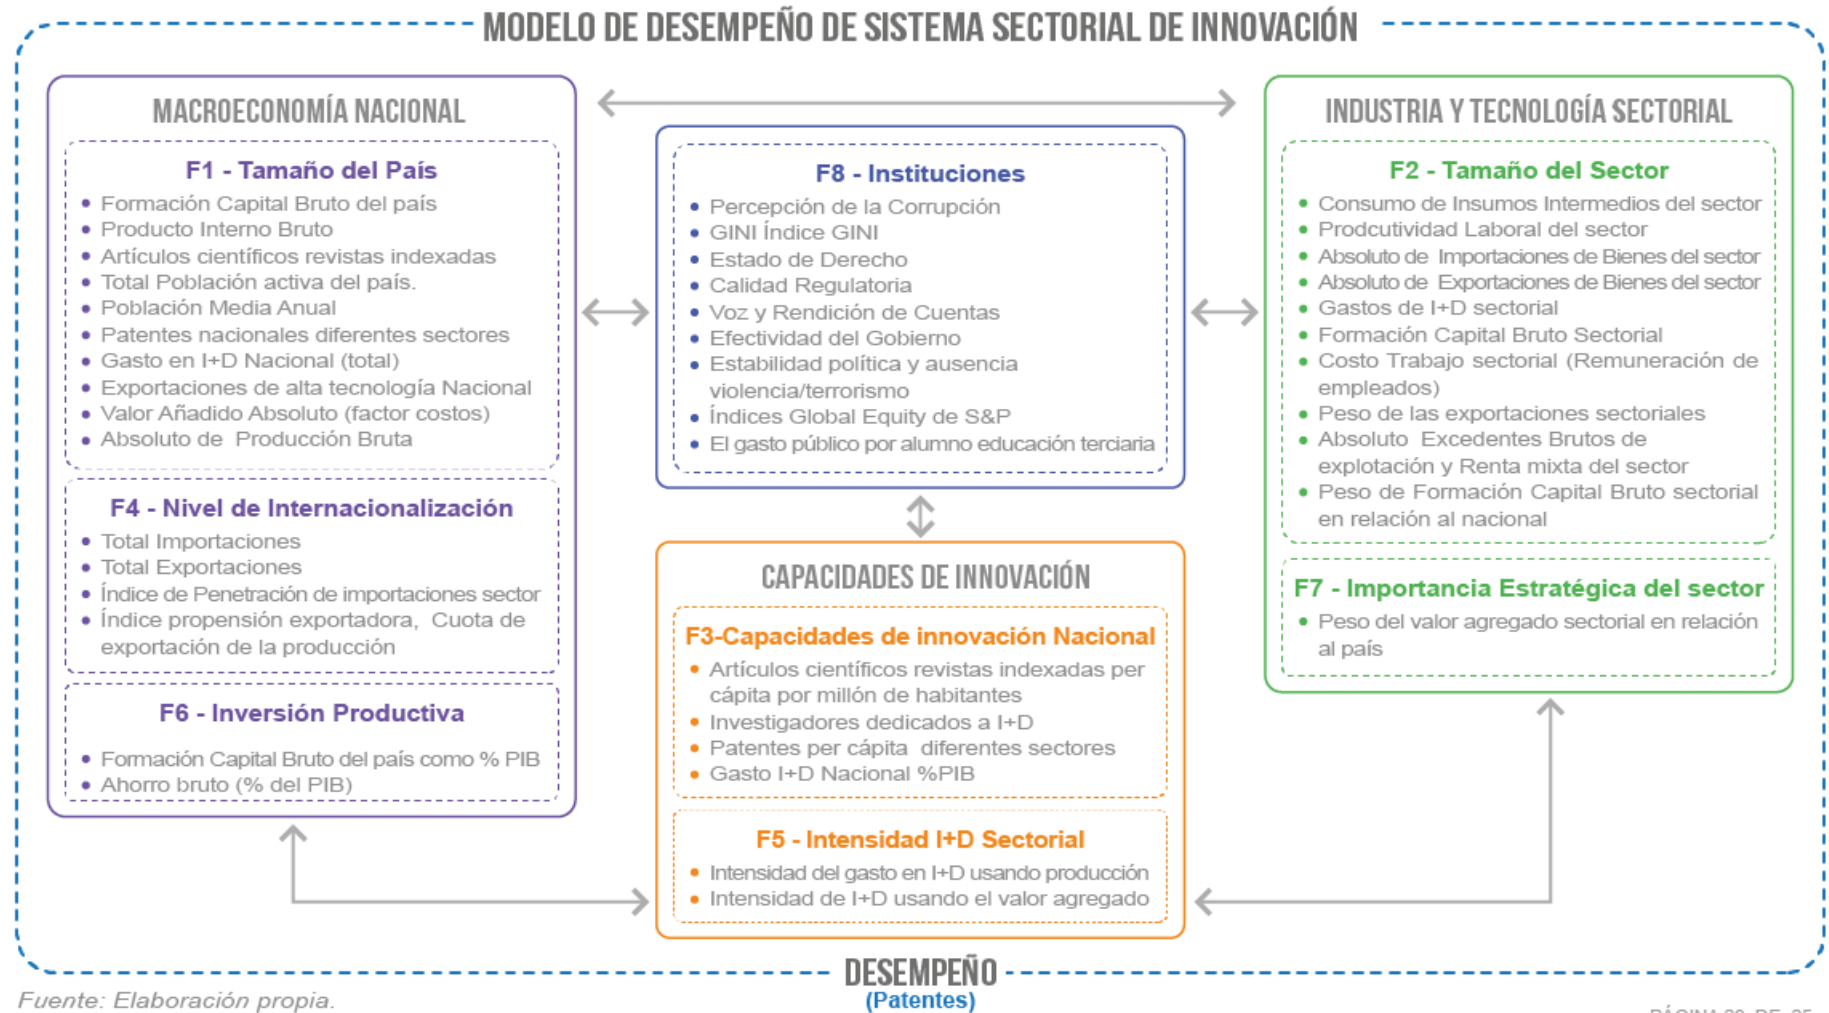 MODELO DE DESEMPEÑO DE SISTEMA SECTORIAL DE INNOVACIÓN
MACROECONOMÍA NACIONAL
F1 - Tamaño del País
Formación Capital Bruto del país
Producto Interno Bruto
Artículos científicos revistas indexadas
Total Población activa del país.
Población Media Anual
Patentes nacionales diferentes sectores
Gasto en I+D Nacional (total)
Exportaciones de alta tecnología Nacional
Valor Añadido Absoluto (factor costos)
Absoluto de Producción Bruta
F4 - Nivel de Internacionalización
Total Importaciones
Total Exportaciones
Índice de Penetración de importaciones sector
Índice propensión exportadora, Cuota de
exportación de la producción
F6 - Inversión Productiva
Formación Capital Bruto del país como % PIB
Ahorro bruto (% del PIB)
F8 - Instituciones
Percepción de la Corrupción
GINI Índice GINI
Estado de Derecho
Calidad Regulatoria
Voz y Rendición de Cuentas
Efectividad del Gobierno
Estabilidad política y ausencia
violencia/terrorismo
Índices Global Equity de S&P
El gasto público por alumno educación terciaria
CAPACIDADES DE INNOVACIÓN
F3-Capacidades de innovación Nacional
Artículos científicos revistas indexadas per
cápita por millón de habitantes
Investigadores dedicados a I+D
Patentes per cápita diferentes sectores
Gasto I+D Nacional %PIB
F5 - Intensidad I+D Sectorial
Intensidad del gasto en I+D usando producción
Intensidad de I+D usando el valor agregado
INDUSTRIA Y TECNOLOGÍA SECTORIAL
F2 - Tamaño del Sector
Consumo de Insumos Intermedios del sector
Prodcutividad Laboral del sector
Absoluto de Importaciones de Bienes del sector
Absoluto de Exportaciones de Bienes del sector
Gastos de I+D sectorial
Formación Capital Bruto Sectorial
Costo Trabajo sectorial (Remuneración de
empleados)
Peso de las exportaciones sectoriales
Absoluto Excedentes Brutos de
explotación y Renta mixta del sector
Peso de Formación Capital Bruto sectorial
en relación al nacional
F7 - Importancia Estratégica del sector
Peso del valor agregado sectorial en relación
al país
DESEMPEÑO
(Patentes)
Fuente: Elaboración propia.